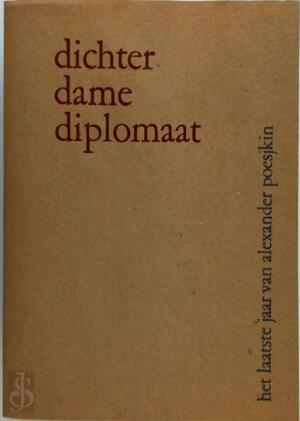 dichter
dame
diplomaat
het laatste jaar van alexander poesjkin